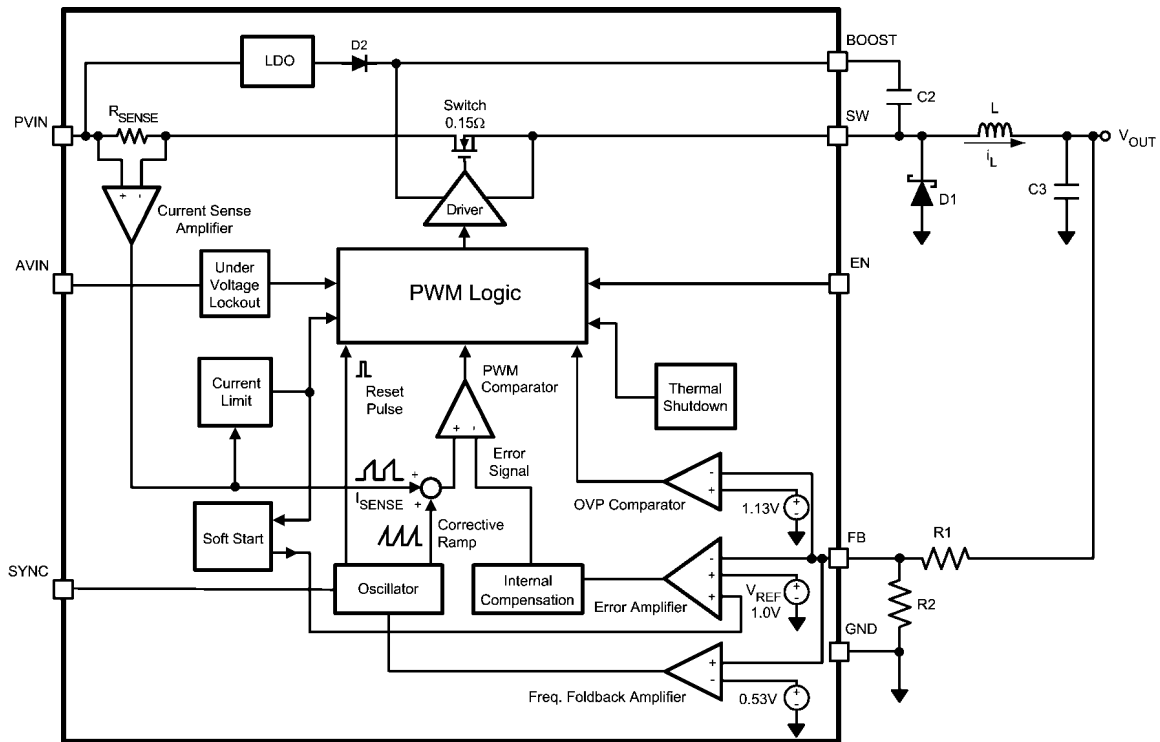 BOOST
D2
LDO
C2
RSENSE
Switch
0.15Ω
PVIN
SW
L
VOUT
iL
+ -
Driver
D1
C3
Current Sense
Amplifier
AVIN
Under
Voltage
Lockout
PWM Logic
EN
PWM
Comparator
Current
Limit
Reset
Pulse
Thermal
Shutdown
+ -
Error
Signal
ISENSE
+
+
-
+
OVP Comparator
1.13V
+
-
Soft Start
Corrective
Ramp
FB
R1
SYNC
Oscillator
Internal
Compensation
-
+
+
Error Amplifier
VREF
1.0V
+
-
R2
GND
+
-
Freq. Foldback Amplifier
0.53V
+
-